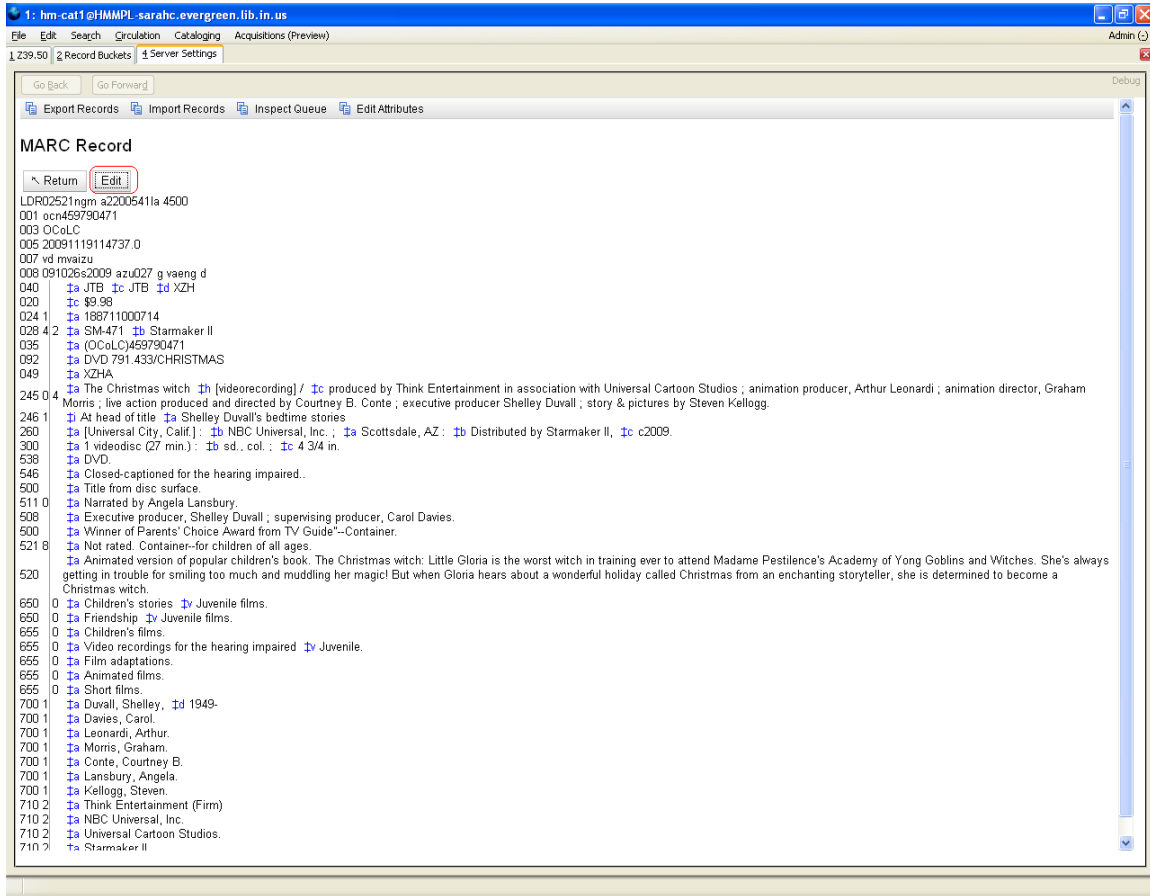 1: hm-cat1@HMMPL-sarahc.evergreen.lib.in.us
File Edit Search Circulation Cataloging Acquisitions (Preview) Admin (-)
1 Z39.50 2 Record Buckets 4 Server Settings
Go Back Go Forward Debug
Export Records Import Records Inspect Queue Edit Attributes
MARC Record
Return Edit
LDR02521ngm a2200541la 4500
001 ocn459790471
003 OCoLC
005 20091119114737.0
007 vd mvaizu
008 091026s2009 azu027 g vaeng d
040 ‡a JTB ‡c JTB ‡d XZH
020 ‡c $9.98
024 1 ‡a 188711000714
028 4 2 ‡a SM-471 ‡b Starmaker II
035 ‡a (OCoLC)459790471
092 ‡a DVD 791.433/CHRISTMAS
049 ‡a XZHA
245 0 4 ‡a The Christmas witch ‡h [videorecording] / ‡c produced by Think Entertainment in association with Universal Cartoon Studios ; animation producer, Arthur Leonardi ; animation director, Graham
Morris ; live action produced and directed by Courtney B. Conte ; executive producer Shelley Duvall ; story & pictures by Steven Kellogg.
246 1 ‡i At head of title ‡a Shelley Duvall's bedtime stories
260 ‡a [Universal City, Calif.] : ‡b NBC Universal, Inc. ; ‡a Scottsdale, AZ : ‡b Distributed by Starmaker II, ‡c c2009.
300 ‡a 1 videodisc (27 min.) : ‡b sd., col. ; ‡c 4 3/4 in.
538 ‡a DVD.
546 ‡a Closed-captioned for the hearing impaired..
500 ‡a Title from disc surface.
511 0 ‡a Narrated by Angela Lansbury.
508 ‡a Executive producer, Shelley Duvall ; supervising producer, Carol Davies.
500 ‡a Winner of Parents' Choice Award from TV Guide"--Container.
521 8 ‡a Not rated. Container--for children of all ages.
520 ‡a Animated version of popular children's book. The Christmas witch: Little Gloria is the worst witch in training ever to attend Madame Pestilence's Academy of Yong Goblins and Witches. She's always
getting in trouble for smiling too much and muddling her magic! But when Gloria hears about a wonderful holiday called Christmas from an enchanting storyteller, she is determined to become a
Christmas witch.
650 0 ‡a Children's stories ‡v Juvenile films.
650 0 ‡a Friendship ‡v Juvenile films.
655 0 ‡a Children's films.
655 0 ‡a Video recordings for the hearing impaired ‡v Juvenile.
655 0 ‡a Film adaptations.
655 0 ‡a Animated films.
655 0 ‡a Short films.
700 1 ‡a Duvall, Shelley, ‡d 1949-
700 1 ‡a Davies, Carol.
700 1 ‡a Leonardi, Arthur.
700 1 ‡a Morris, Graham.
700 1 ‡a Conte, Courtney B.
700 1 ‡a Lansbury, Angela.
700 1 ‡a Kellogg, Steven.
710 2 ‡a Think Entertainment (Firm)
710 2 ‡a NBC Universal, Inc.
710 2 ‡a Universal Cartoon Studios.
710 2 ‡a Starmaker II